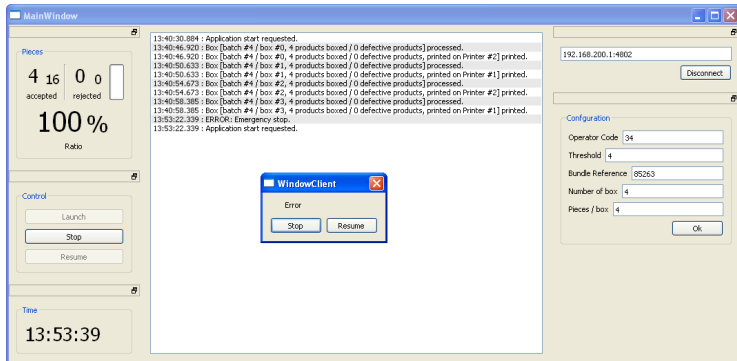 MainWindow
Pieces
4 16 0 0
accepted rejected
100 %
Ratio
Control
Launch
Stop
Resume
Time
13:53:39
13:40:30.884 : Application start requested.
13:40:46.920 : Box [batch #4 / box #0, 4 products boxed / 0 defective products] processed.
13:40:46.920 : Box [batch #4 / box #0, 4 products boxed / 0 defective products, printed on Printer #2] printed.
13:40:50.633 : Box [batch #4 / box #1, 4 products boxed / 0 defective products] processed.
13:40:50.633 : Box [batch #4 / box #1, 4 products boxed / 0 defective products, printed on Printer #1] printed.
13:40:54.673 : Box [batch #4 / box #2, 4 products boxed / 0 defective products] processed.
13:40:54.673 : Box [batch #4 / box #2, 4 products boxed / 0 defective products, printed on Printer #2] printed.
13:40:58.385 : Box [batch #4 / box #3, 4 products boxed / 0 defective products] processed.
13:40:58.385 : Box [batch #4 / box #3, 4 products boxed / 0 defective products, printed on Printer #1] printed.
13:53:22.339 : ERROR: Emergency stop.
13:53:22.339 : Application start requested.
WindowClient
Error
Stop Resume
192.168.200.1:4802
Disconnect
Confguration
Operator Code 34
Threshold 4
Bundle Reference 85263
Number of box 4
Pieces / box 4
Ok